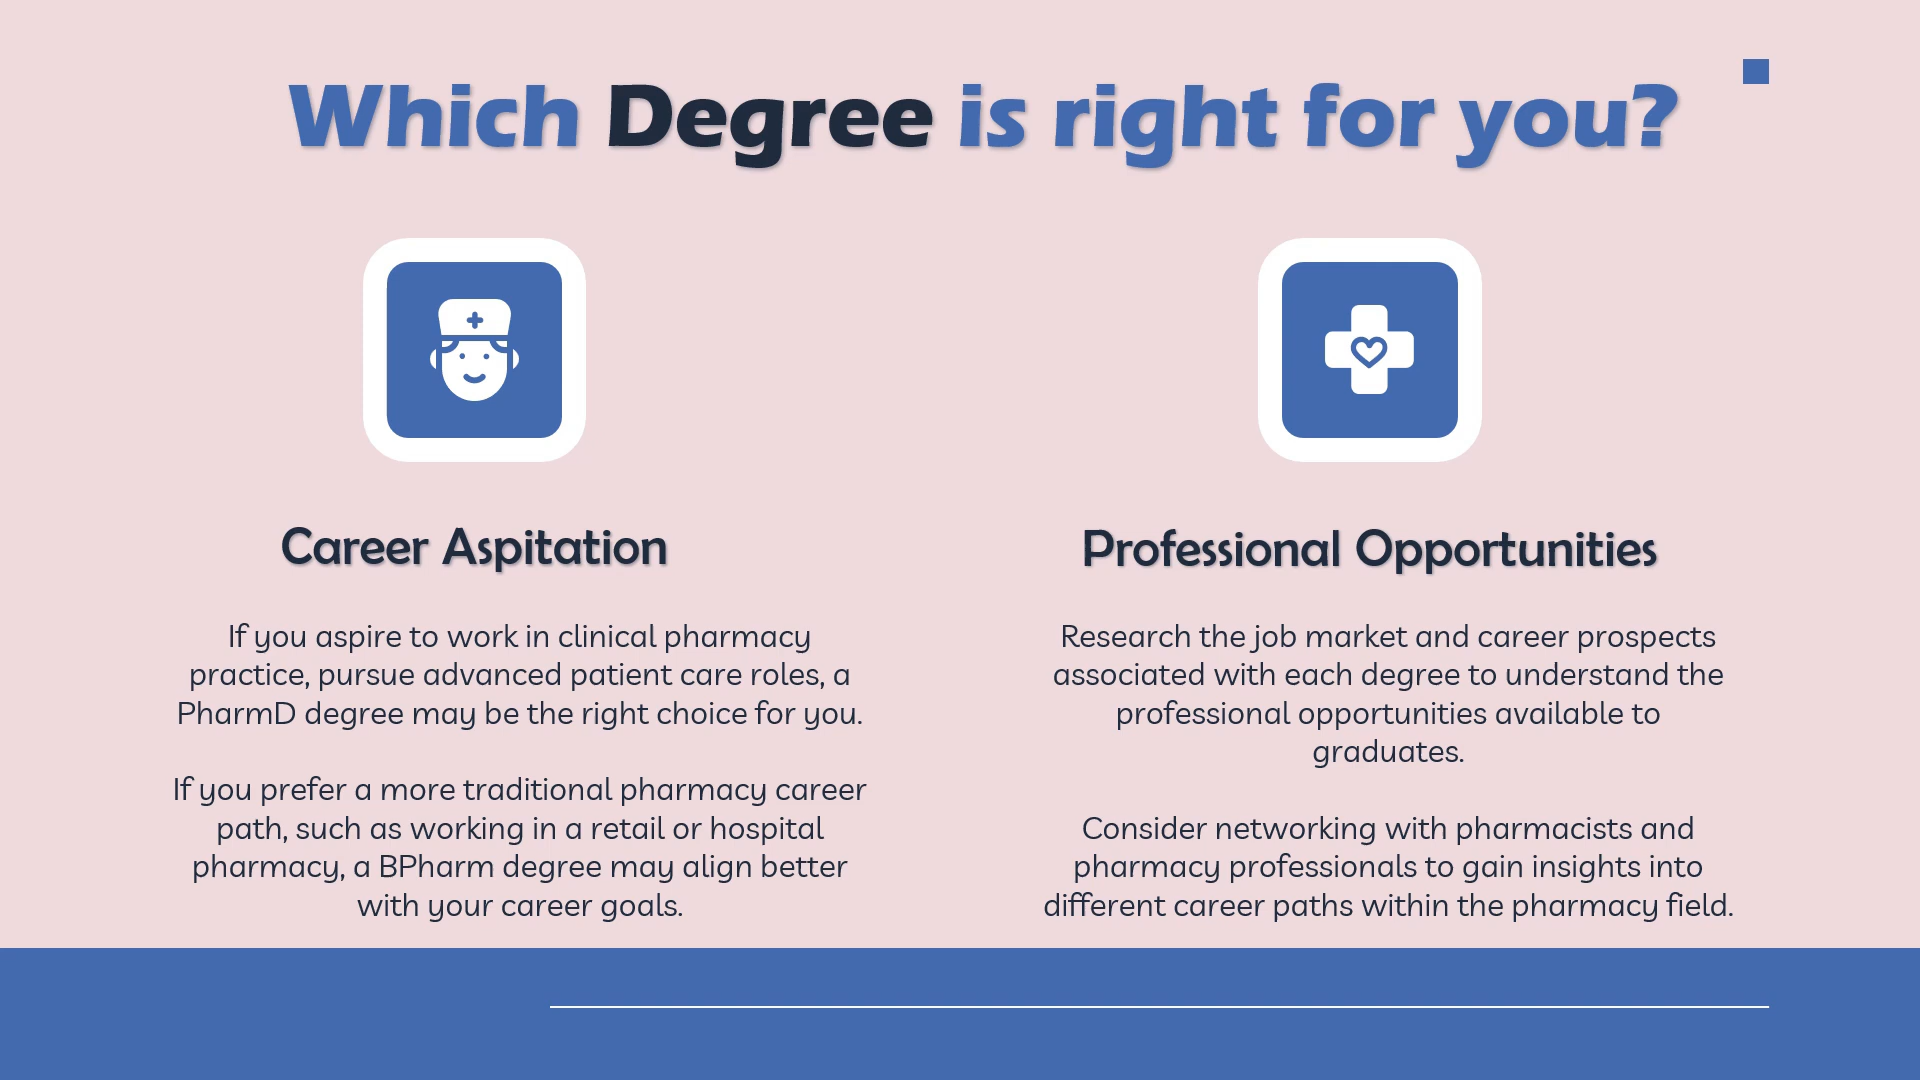 Which Degree is right for you?
Career Aspitation
If you aspire to work in clinical pharmacy
practice, pursue advanced patient care roles, a
PharmD degree may be the right choice for you.
If you prefer a more traditional pharmacy career
path, such as working in a retail or hospital
pharmacy, a BPharm degree may align better
with your career goals.
Professional Opportunities
Research the job market and career prospects
associated with each degree to understand the
professional opportunities available to
graduates.
Consider networking with pharmacists and
pharmacy professionals to gain insights into
different career paths within the pharmacy field.